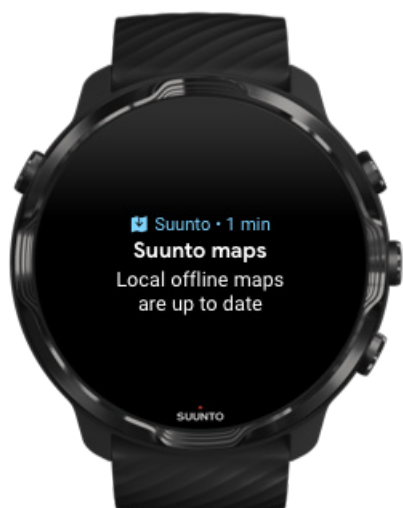 Suunto • 1 min
Suunto maps
Local offline maps
are up to date
SUUNTO